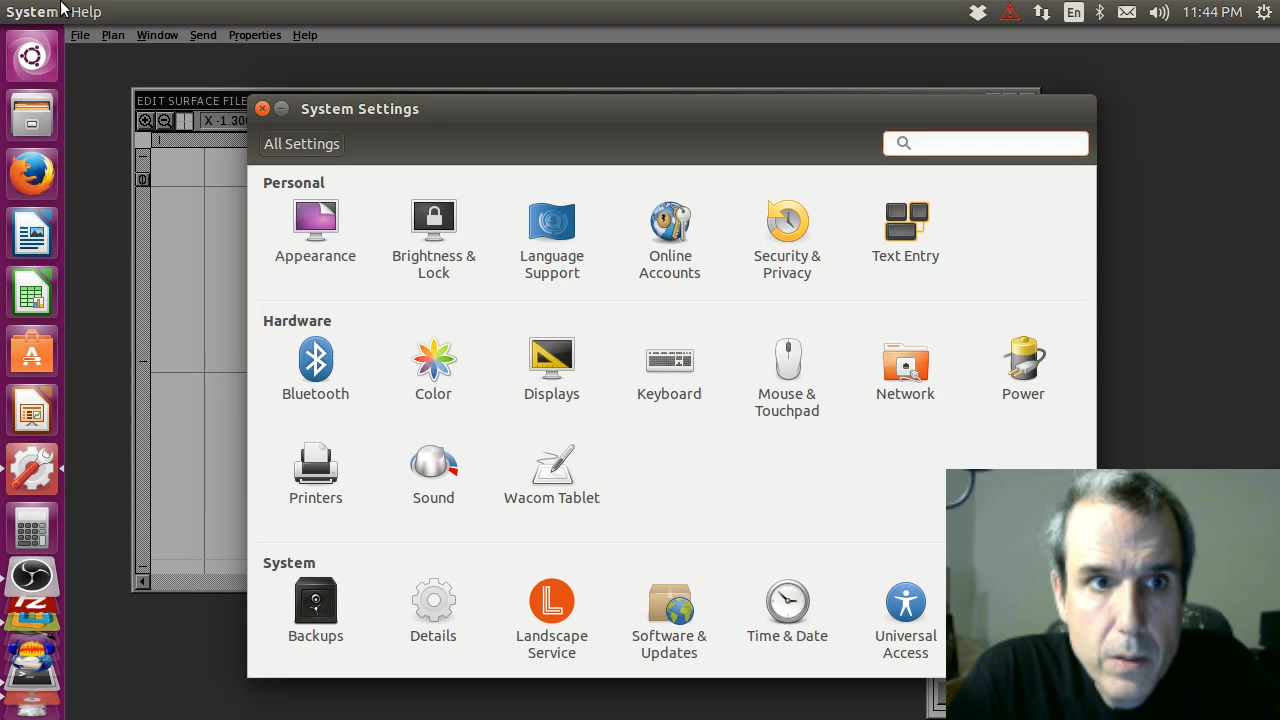 System Help
En
11:44 PM
File Plan Window Send Properties Help
EDIT SURFACE FILE
X -1.300
System Settings
All Settings
Personal
Appearance
Brightness &
Lock
Language
Support
Online
Accounts
Security &
Privacy
Text Entry
Hardware
Bluetooth
Color
Displays
Keyboard
Mouse &
Touchpad
Network
Power
Printers
Sound
Wacom Tablet
System
Backups
Details
Landscape
Service
Software &
Updates
Time & Date
Universal
Access